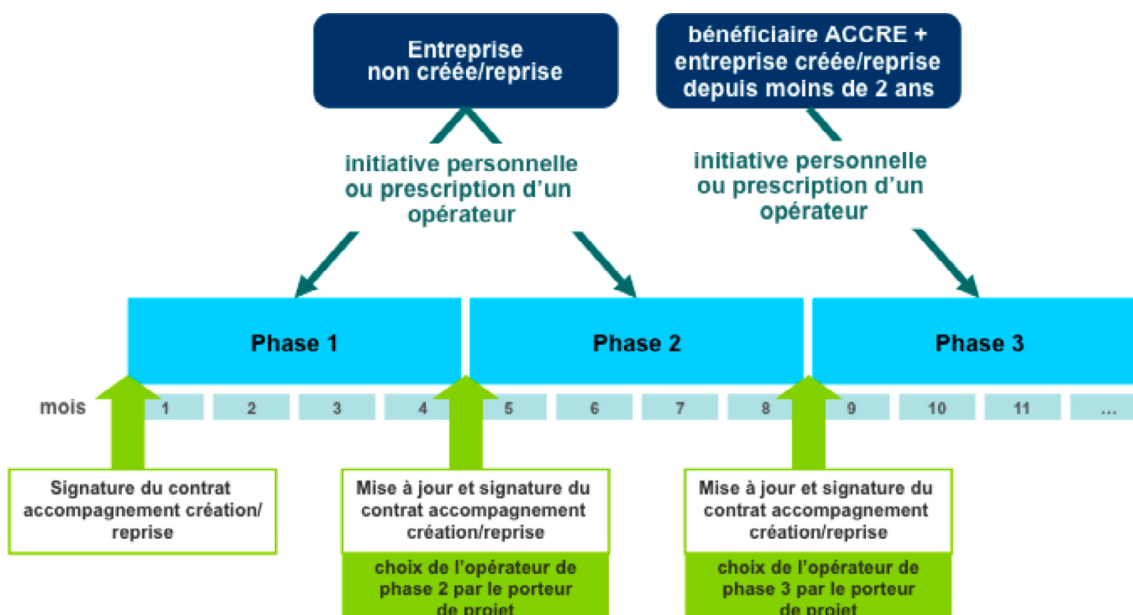 Entreprise
non créée/reprise
bénéficiaire ACCRE +
entreprise créée/reprise
depuis moins de 2 ans
initiative personnelle
ou prescription d'un
opérateur
initiative personnelle
ou prescription d'un
opérateur
Phase 1
Phase 2
Phase 3
mois 1 2 3 4 5 6 7 8 9 10 11 ...
Signature du contrat
accompagnement création/
reprise
Mise à jour et signature du
contrat accompagnement
création/reprise
choix de l'opérateur de
phase 2 par le porteur
de projet
Mise à jour et signature du
contrat accompagnement
création/reprise
choix de l'opérateur de
phase 3 par le porteur
de projet